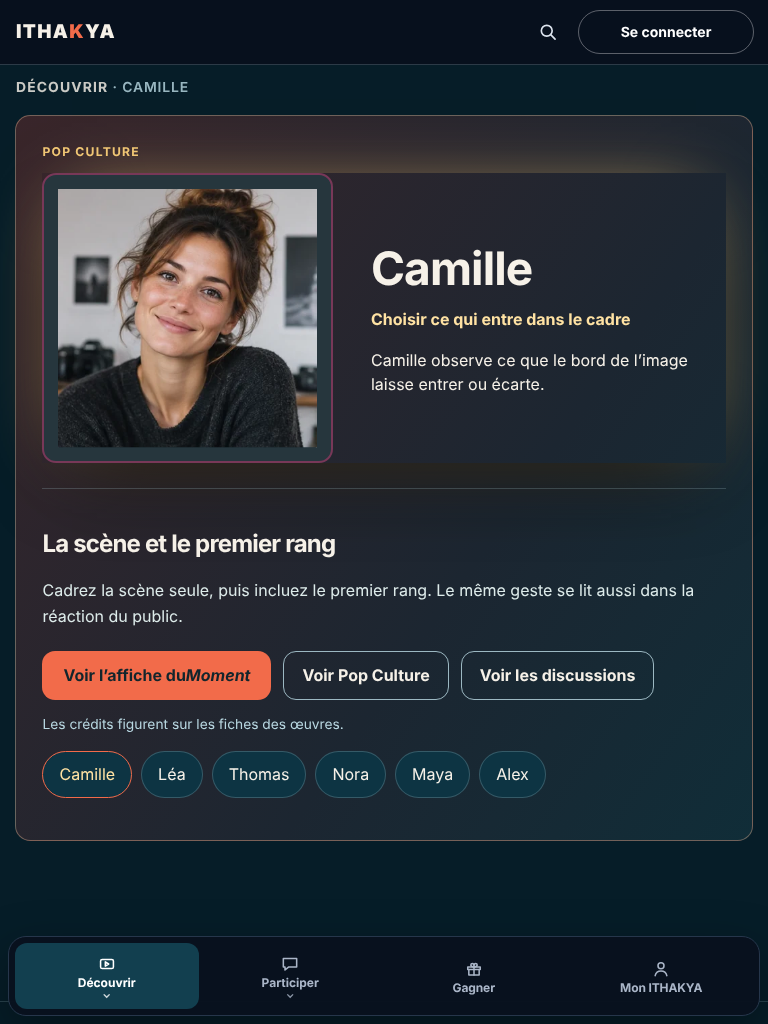 ITHAKYA
Se connecter
DÉCOUVRIR · CAMILLE
POP CULTURE
Camille
Choisir ce qui entre dans le cadre
Camille observe ce que le bord de l’image
laisse entrer ou écarte.
La scène et le premier rang
Cadrez la scène seule, puis incluez le premier rang. Le même geste se lit aussi dans la
réaction du public.
Voir l’affiche duMoment
Voir Pop Culture
Voir les discussions
Les crédits figurent sur les fiches des œuvres.
Camille
Léa
Thomas
Nora
Maya
Alex
Découvrir
Participer
Gagner
Mon ITHAKYA